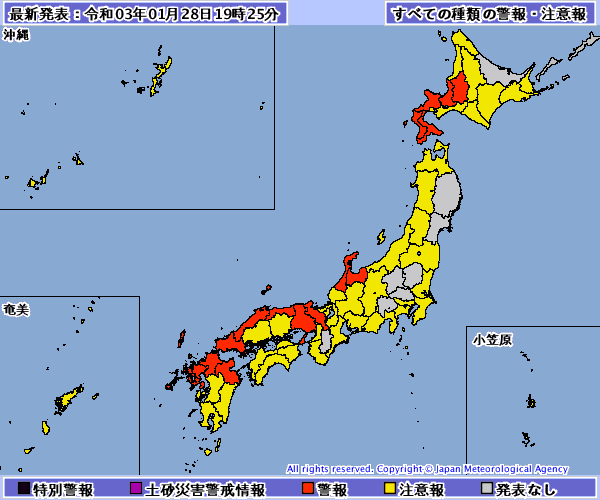 最新発表：令和03年01月28日19時25分
すべての種類の警報・注意報
沖縄
奄美
小笠原
All rights reserved. Copyright © Japan Meteorological Agency
特別警報
土砂災害警戒情報
警報
注意報
発表なし